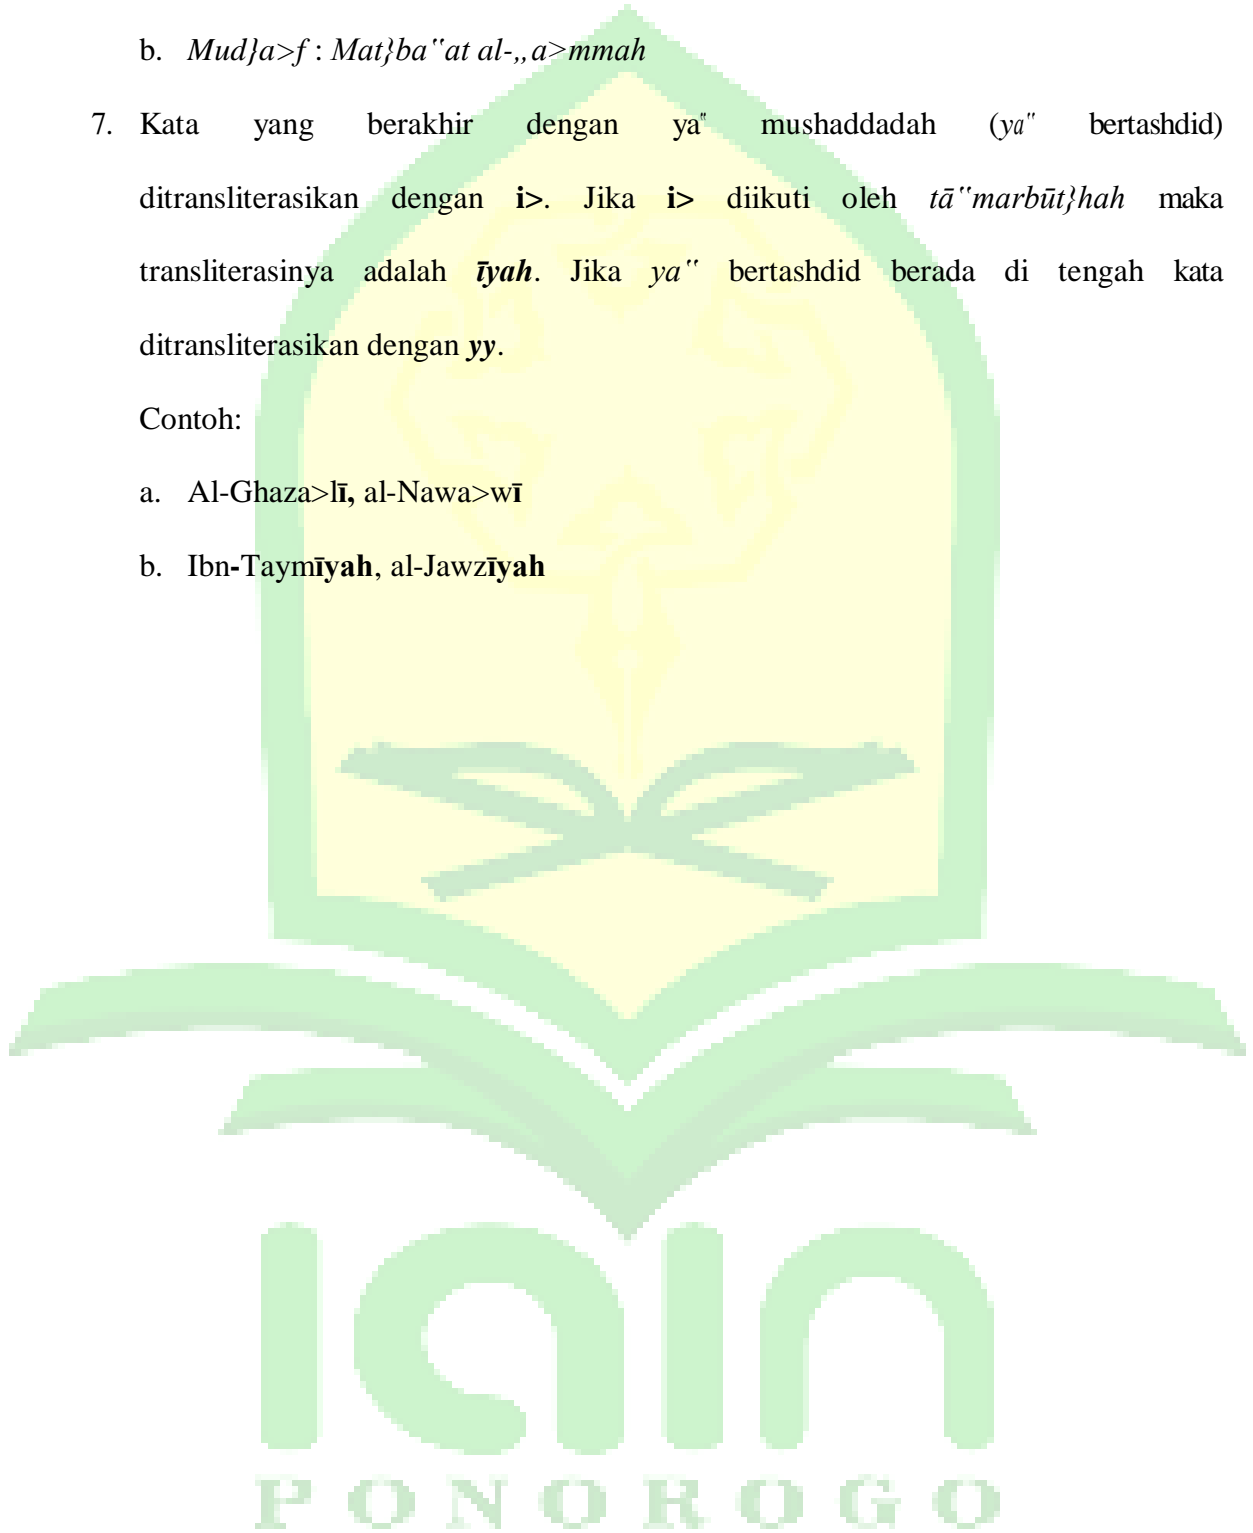 b. Mud}a>f : Mat}ba‟at al-„a>mmah
7. Kata yang berakhir dengan ya‟ mushaddadah (ya‟ bertashdid)
ditransliterasikan dengan i>. Jika i> diikuti oleh tā‟marbūt}hah maka
transliterasinya adalah īyah. Jika ya‟ bertashdid berada di tengah kata
ditransliterasikan dengan yy.
Contoh:
a. Al-Ghaza>lī, al-Nawa>wī
b. Ibn-Taymīyah, al-Jawzīyah
iain
PONOROGO